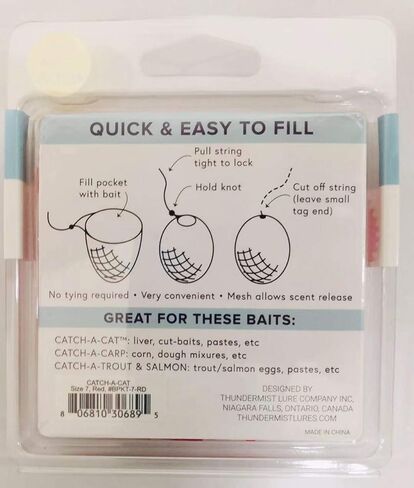 QUICK & EASY TO FILL
Pull string
tight to lock
Fill pocket
with bait
Hold knot
Cut off string
(leave small
tag end)
No tying required • Very convenient • Mesh allows scent release
GREAT FOR THESE BAITS:
CATCH-A-CAT™: liver, cut-baits, pastes, etc
CATCH-A-CARP: corn, dough mixtures, etc
CATCH-A-TROUT & SALMON: trout/salmon eggs, pastes, etc
CATCH-A-CAT
Size 7, Red, #BPKT-7-RD
8 06810 30689 5
DESIGNED BY
THUNDERMIST LURE COMPANY INC,
NIAGARA FALLS, ONTARIO, CANADA
THUNDERMISTLURES.COM
MADE IN CHINA